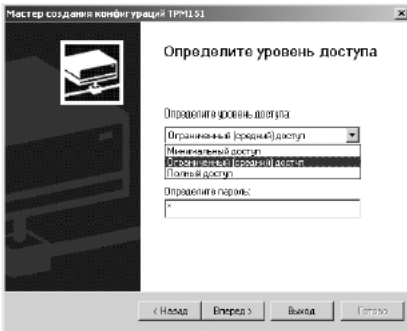 Мастер создания конфигураций ТРМ151
Определите уровень доступа
Определите уровень доступа:
Ограниченный (средний) доступ
Минимальный доступ
Ограниченный (средний) доступ
Полный доступ
Определите пароль:
*
< Назад Вперед > Выход Готово